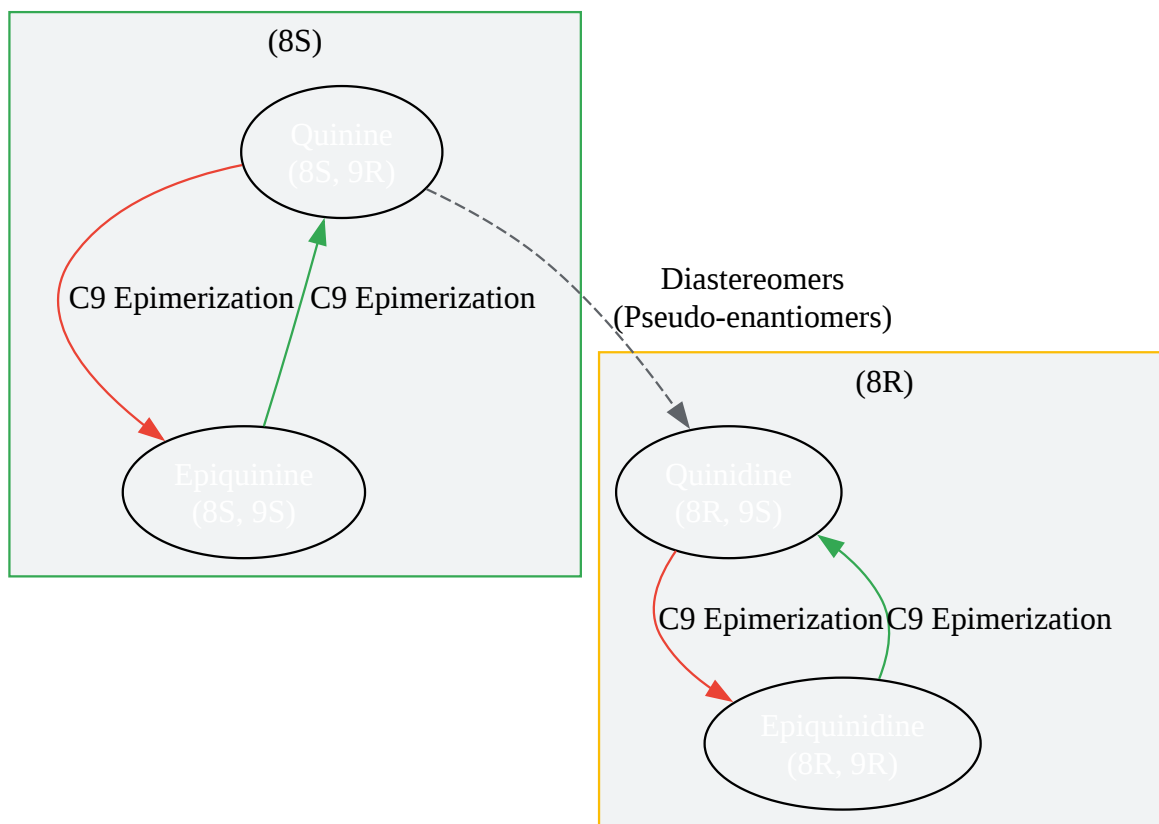 (8S)
Quinine
(8S, 9R)
C9 Epimerization
C9 Epimerization
Epiquinine
(8S, 9S)
Diastereomers
(Pseudo-enantiomers)
(8R)
Quinidine
(8R, 9S)
C9 Epimerization
C9 Epimerization
Epiquinidine
(8R, 9R)